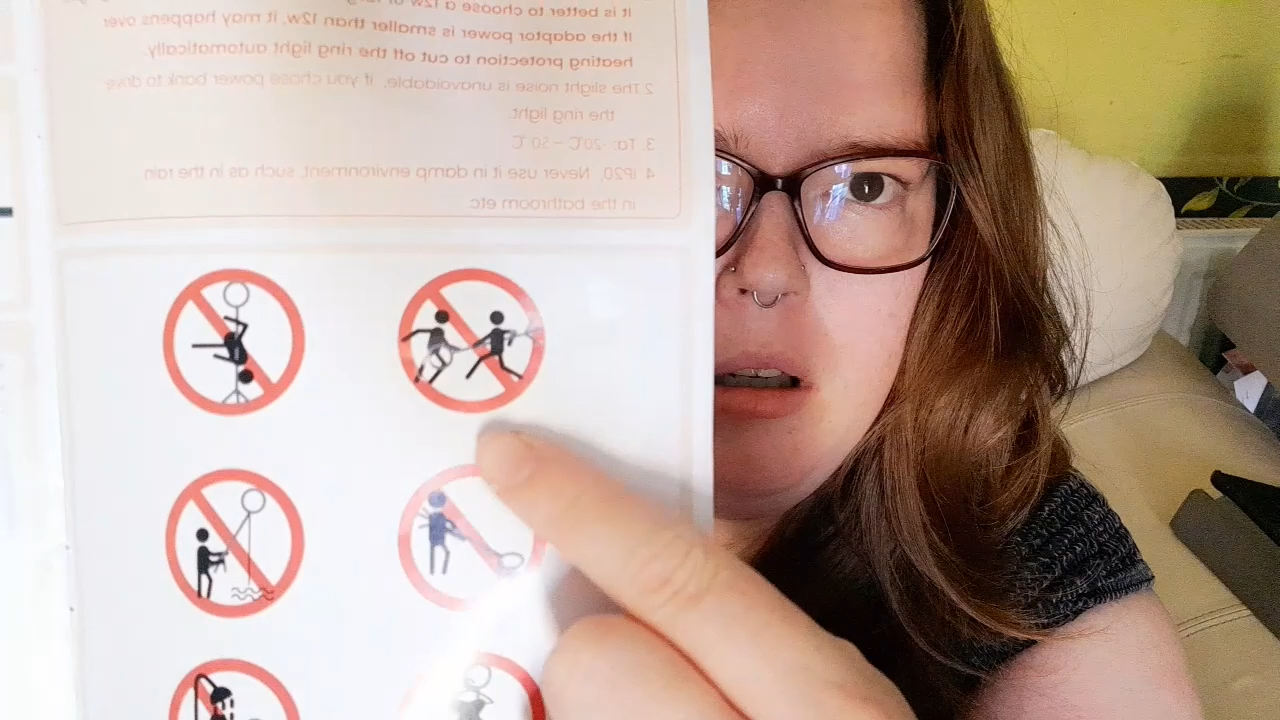 It is better to choose a 12W or
If the adaptor power is smaller than 12W, it may happen over
heating protection to cut off the ring light automatically.
2 The slight noise is unavoidable, if you chose power bank to drive
the ring light.
3. Ta: -20℃ - 50℃
4. IP20. Never use it in damp environment, such as in the rain
in the bathroom etc